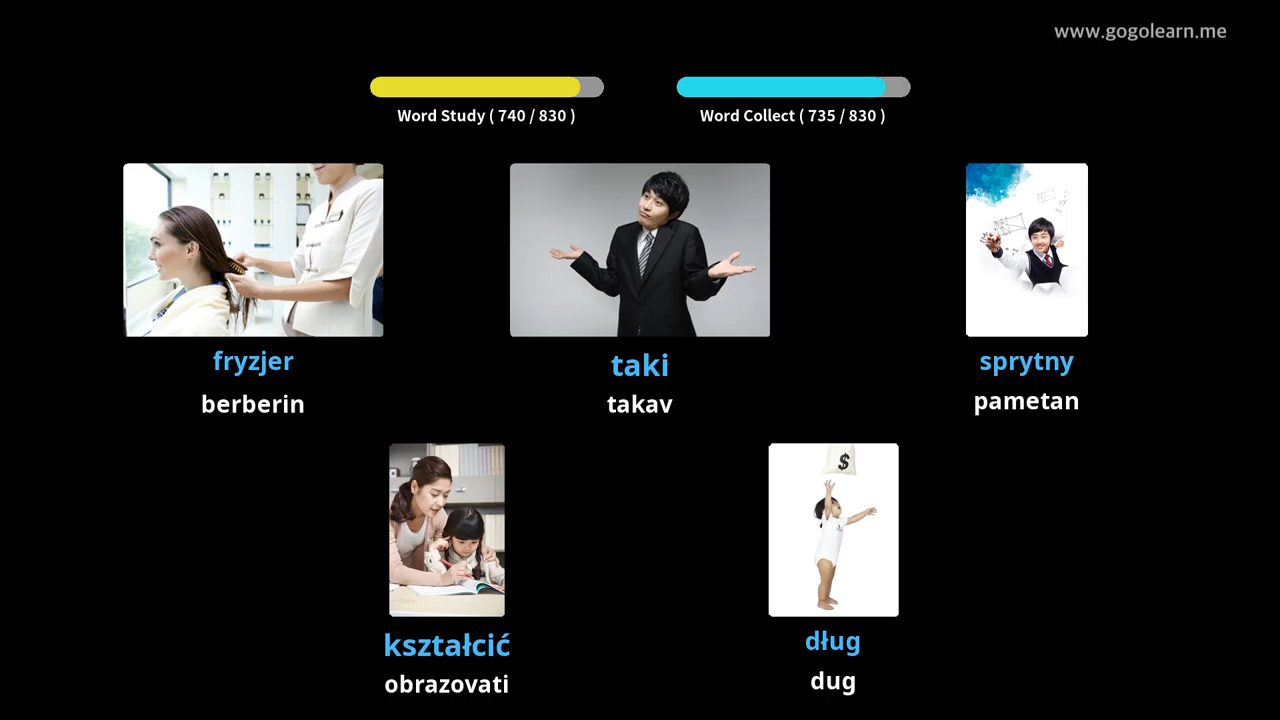 www.gogolearn.me
Word Study ( 740 / 830 )
Word Collect ( 735 / 830 )
fryzjer
berberin
taki
takav
sprytny
pametan
$
kształcić
obrazovati
dług
dug